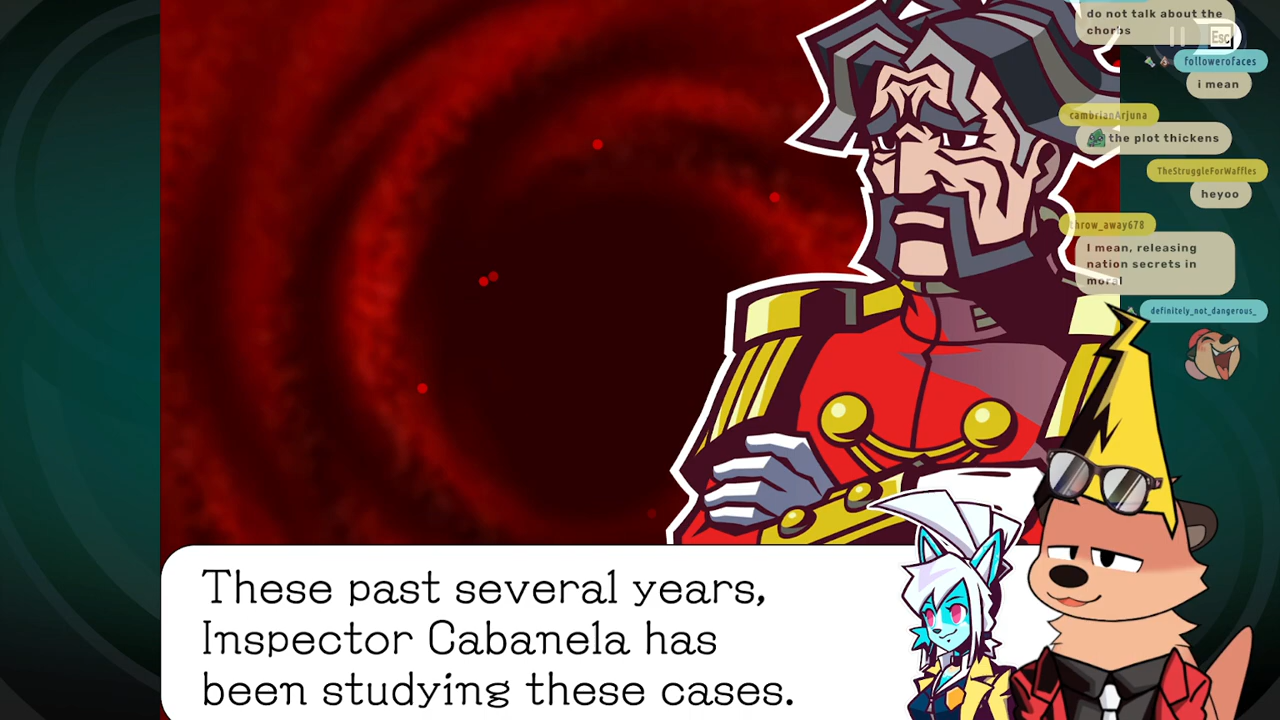 do not talk about the
chorbs
Esc
followerofaces
i mean
cambrianArjuna
the plot thickens
TheStruggleForWaffles
heyoo
throw_away678
I mean, releasing
nation secrets in
moral
definitely_not_dangerous_
These past several years,
Inspector Cabanela has
been studying these cases.